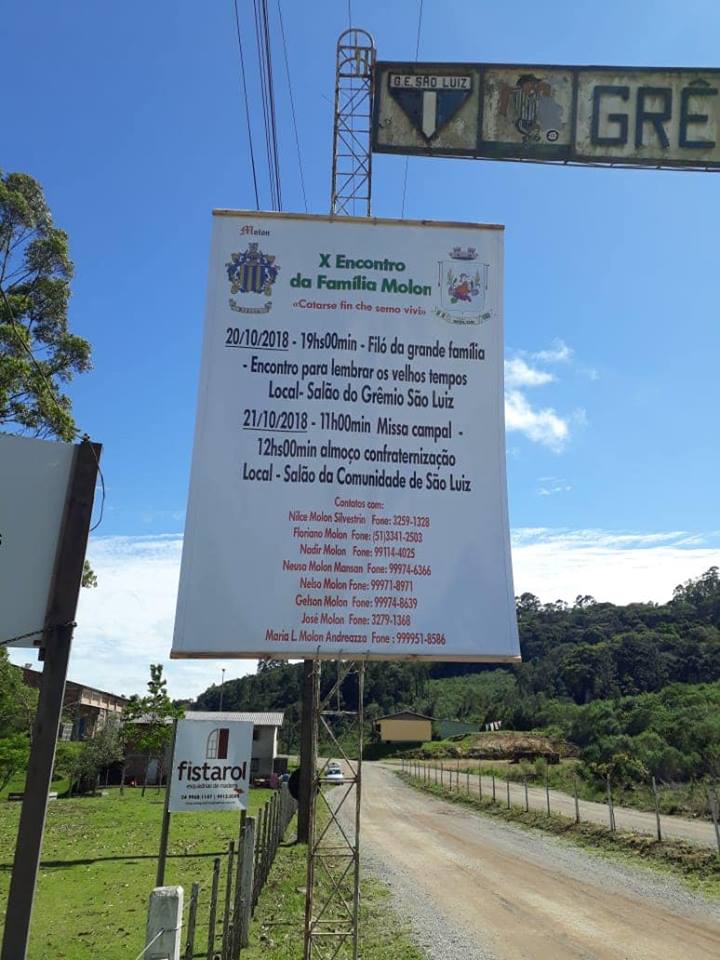 G.E. SÃO LUIZ
GRÊ
Molon
X Encontro
da Família Molon
«Catarse fin che semo vivi»
20/10/2018 - 19hs00min - Filó da grande família
- Encontro para lembrar os velhos tempos
Local- Salão do Grêmio São Luiz
21/10/2018 - 11h00min Missa campal -
12hs00min almoço confraternização
Local - Salão da Comunidade de São Luiz
Contatos com:
Nilce Molon Silvestrin Fone: 3259-1328
Floriano Molon Fone: (51)3341-2503
Nadir Molon Fone: 99114-4025
Neusa Molon Mansan Fone: 99974-6366
Nelso Molon Fone: 99971-8971
Gelson Molon Fone: 99974-8639
José Molon Fone: 3279-1368
Maria L. Molon Andreazza Fone : 999951-8586
fistarol
esquadrias de madeira